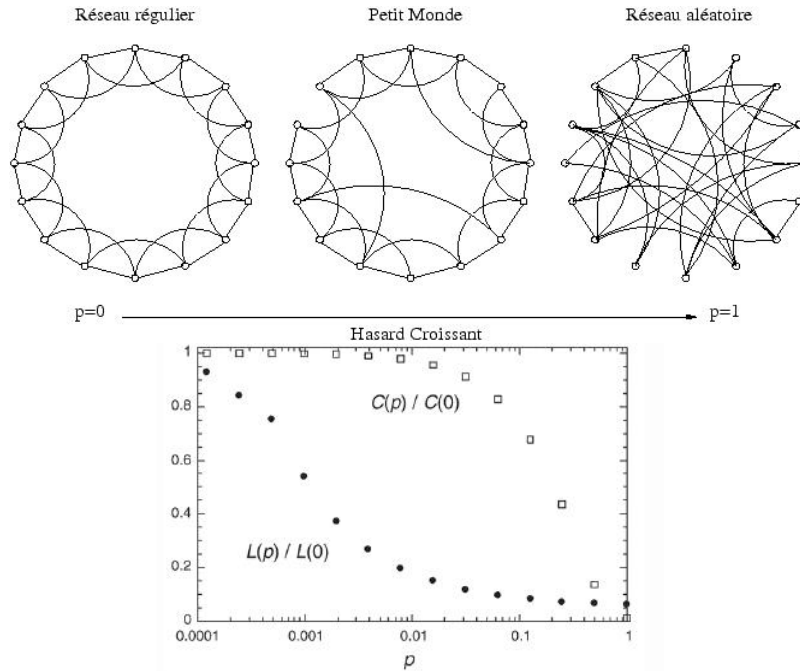 Réseau régulier
Petit Monde
Réseau aléatoire
p=0
p=1
Hasard Croissant
1
0.8
0.6
0.4
0.2
0
C(p) / C(0)
L(p) / L(0)
0.0001
0.001
0.01
0.1
1
p